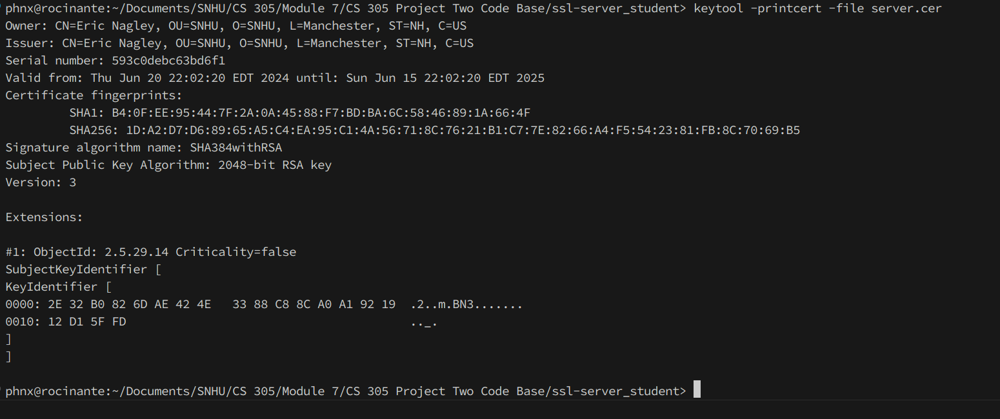 phnx@rocinante:~/Documents/SNHU/CS 305/Module 7/CS 305 Project Two Code Base/ssl-server_student> keytool -printcert -file server.cer
Owner: CN=Eric Nagley, OU=SNHU, O=SNHU, L=Manchester, ST=NH, C=US
Issuer: CN=Eric Nagley, OU=SNHU, O=SNHU, L=Manchester, ST=NH, C=US
Serial number: 593c0debc63bd6f1
Valid from: Thu Jun 20 22:02:20 EDT 2024 until: Sun Jun 15 22:02:20 EDT 2025
Certificate fingerprints:
SHA1: B4:0F:EE:95:44:7F:2A:0A:45:88:F7:BD:BA:6C:58:46:89:1A:66:4F
SHA256: 1D:A2:D7:D6:89:65:A5:C4:EA:95:C1:4A:56:71:8C:76:21:B1:C7:7E:82:66:A4:F5:54:23:81:FB:8C:70:69:B5
Signature algorithm name: SHA384withRSA
Subject Public Key Algorithm: 2048-bit RSA key
Version: 3
Extensions:
#1: ObjectId: 2.5.29.14 Criticality=false
SubjectKeyIdentifier [
KeyIdentifier [
0000: 2E 32 B0 82 6D AE 42 4E   33 88 C8 8C A0 A1 92 19  .2..m.BN3.......
0010: 12 D1 5F FD                                        .._.
]
]
phnx@rocinante:~/Documents/SNHU/CS 305/Module 7/CS 305 Project Two Code Base/ssl-server_student>